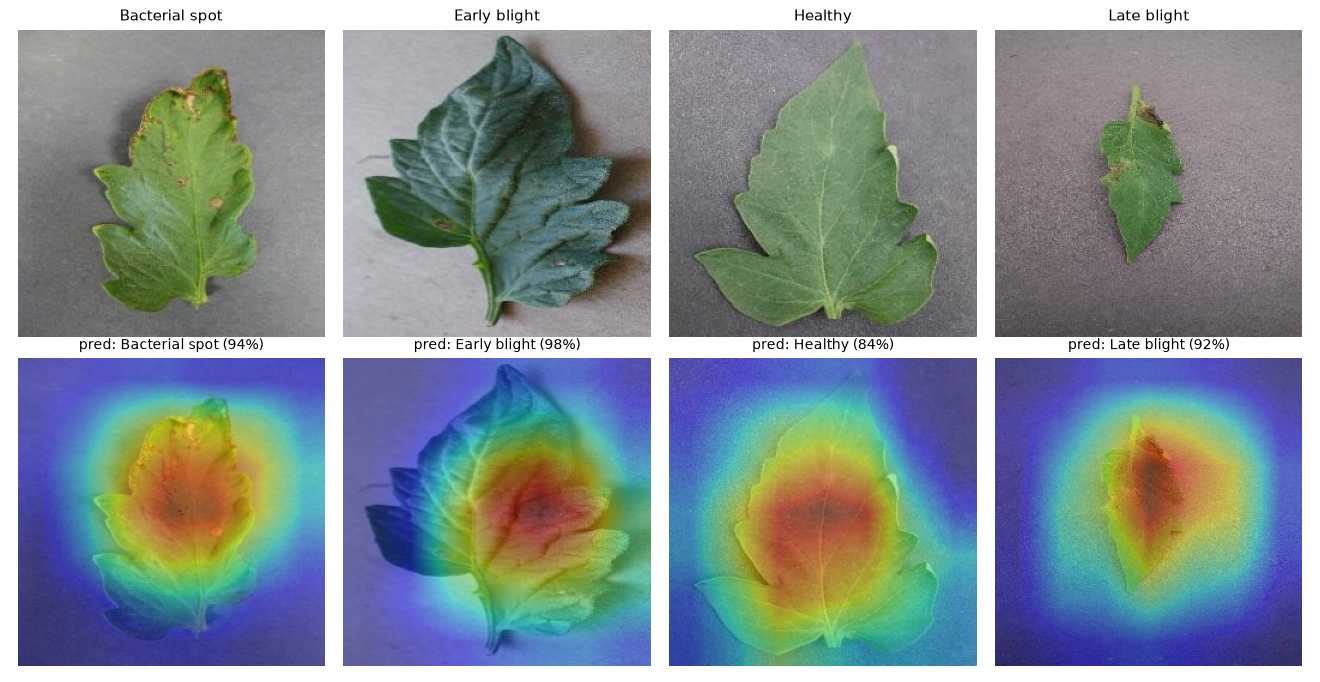 Bacterial spot
Early blight
Healthy
Late blight
pred: Bacterial spot (94%)
pred: Early blight (98%)
pred: Healthy (84%)
pred: Late blight (92%)